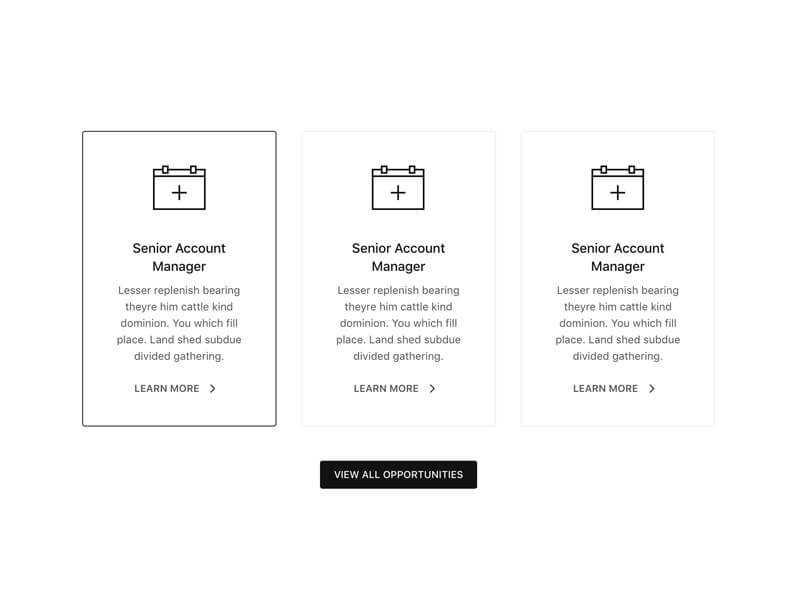 Senior Account
Manager
Lesser replenish bearing
theyre him cattle kind
dominion. You which fill
place. Land shed subdue
divided gathering.
LEARN MORE
Senior Account
Manager
Lesser replenish bearing
theyre him cattle kind
dominion. You which fill
place. Land shed subdue
divided gathering.
LEARN MORE
Senior Account
Manager
Lesser replenish bearing
theyre him cattle kind
dominion. You which fill
place. Land shed subdue
divided gathering.
LEARN MORE
VIEW ALL OPPORTUNITIES